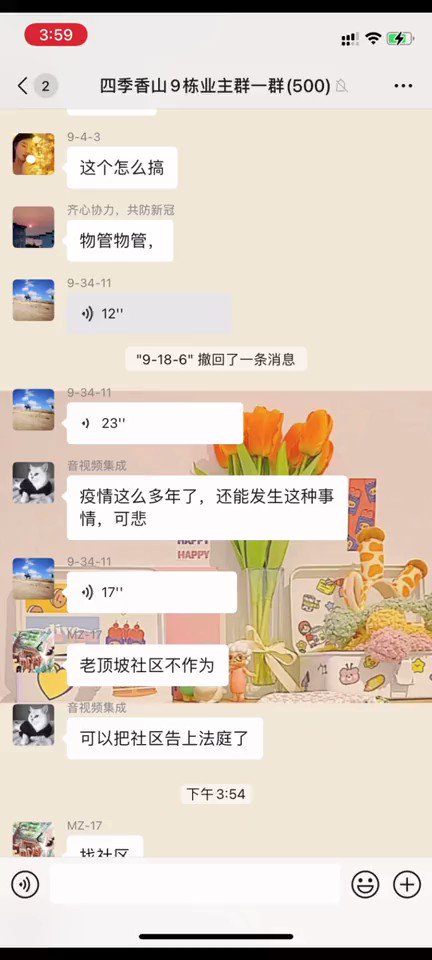 3:59
2
四季香山9栋业主群一群(500)
9-4-3
这个怎么搞
齐心协力，共防新冠
物管物管，
9-34-11
12''
"9-18-6" 撤回了一条消息
9-34-11
23''
音视频集成
疫情这么多年了，还能发生这种事
情，可悲
HAPPY
HAPPY
9-34-11
17''
MZ-17
老顶坡社区不作为
音视频集成
可以把社区告上法庭了
下午3:54
MZ-17
找社区